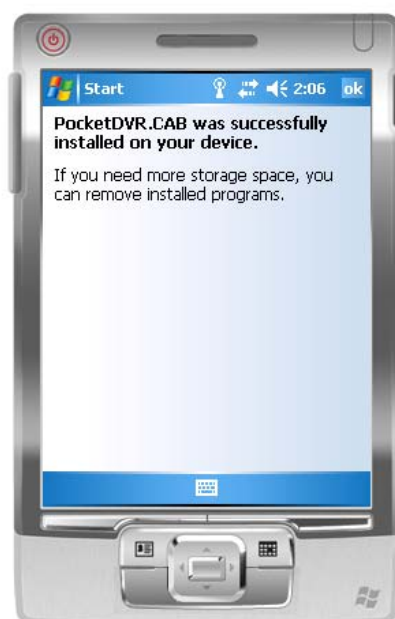 Start 2:06 ok
PocketDVR.CAB was successfully
installed on your device.
If you need more storage space, you
can remove installed programs.